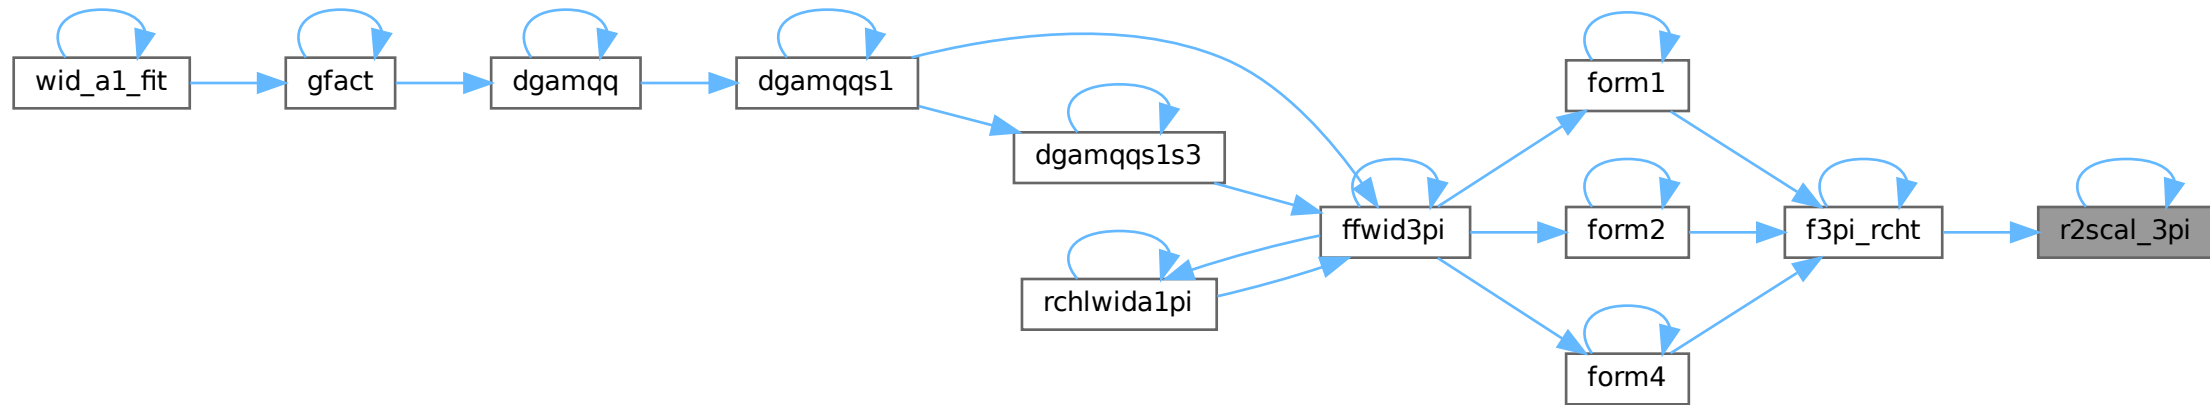 wid_a1_fit
gfact
dgamqq
dgamqqs1
dgamqqs1s3
rchlwida1pi
ffwid3pi
form1
form2
form4
f3pi_rcht
r2scal_3pi